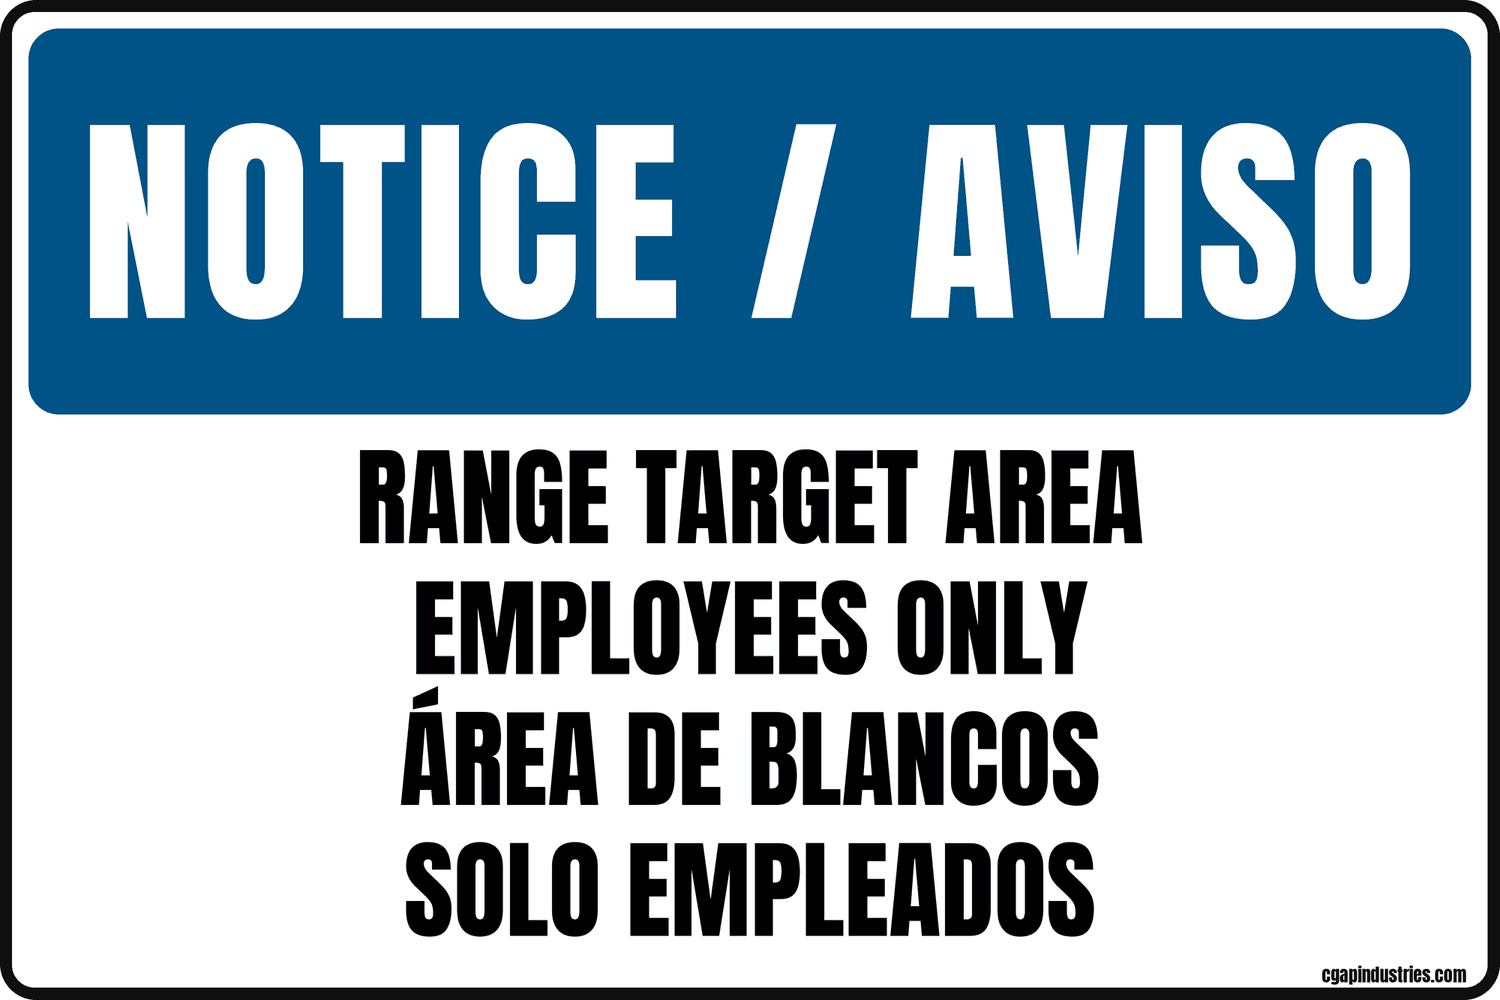 NOTICE / AVISO
RANGE TARGET AREA
EMPLOYEES ONLY
ÁREA DE BLANCOS
SOLO EMPLEADOS
cgapindustries.com